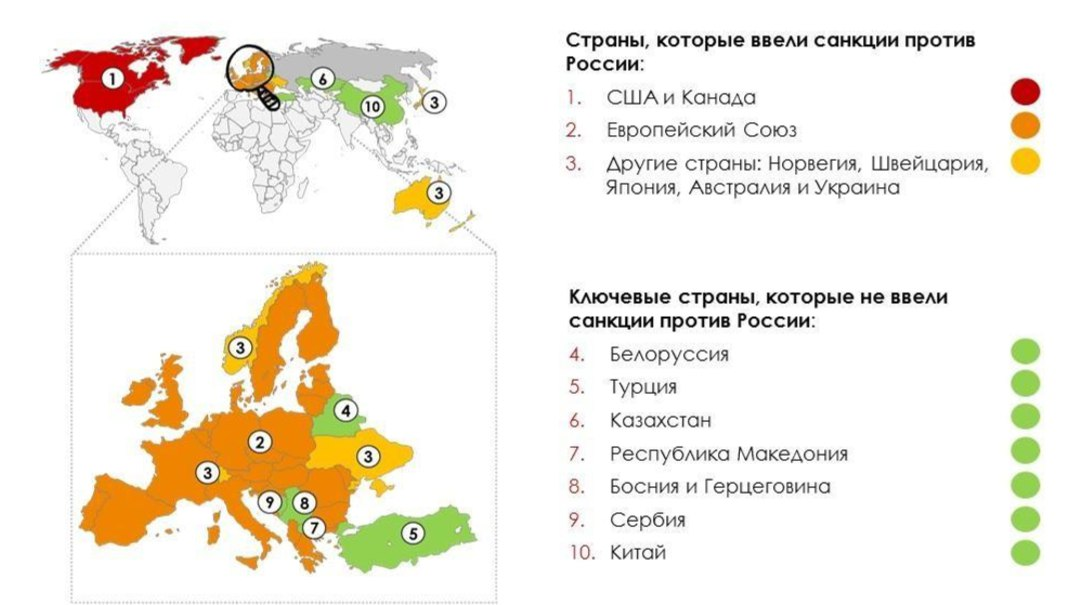 1
6
10
3
3
3
4
2
3
3
9
8
7
5
Страны, которые ввели санкции против
России:
1. США и Канада
2. Европейский Союз
3. Другие страны: Норвегия, Швейцария,
Япония, Австралия и Украина
Ключевые страны, которые не ввели
санкции против России:
4. Белоруссия
5. Турция
6. Казахстан
7. Республика Македония
8. Босния и Герцеговина
9. Сербия
10. Китай